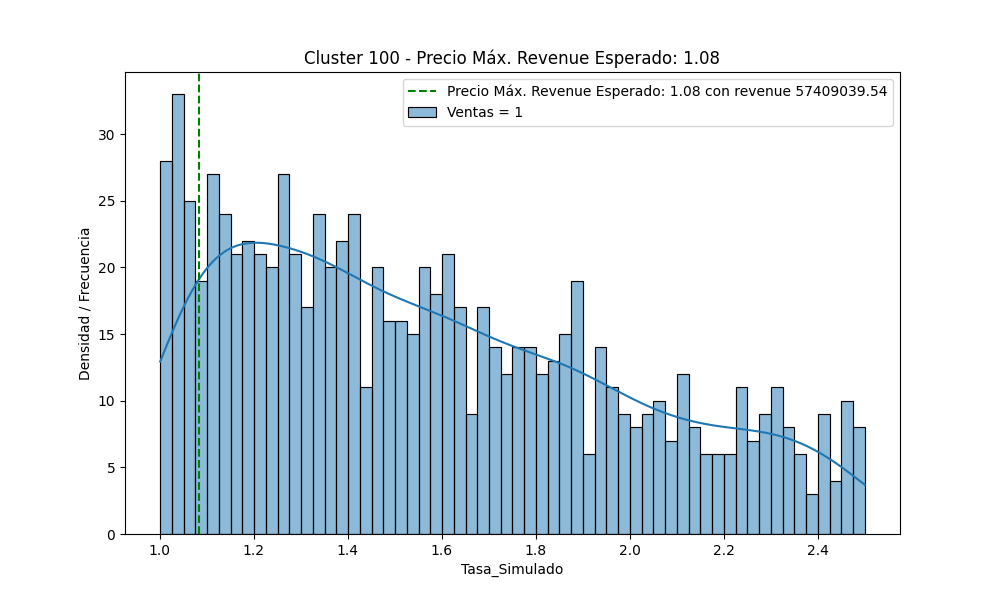 Cluster 100 - Precio Máx. Revenue Esperado: 1.08
Precio Máx. Revenue Esperado: 1.08 con revenue 57409039.54
Ventas = 1
Densidad / Frecuencia
30
25
20
15
10
5
0
1.0 1.2 1.4 1.6 1.8 2.0 2.2 2.4
Tasa_Simulado